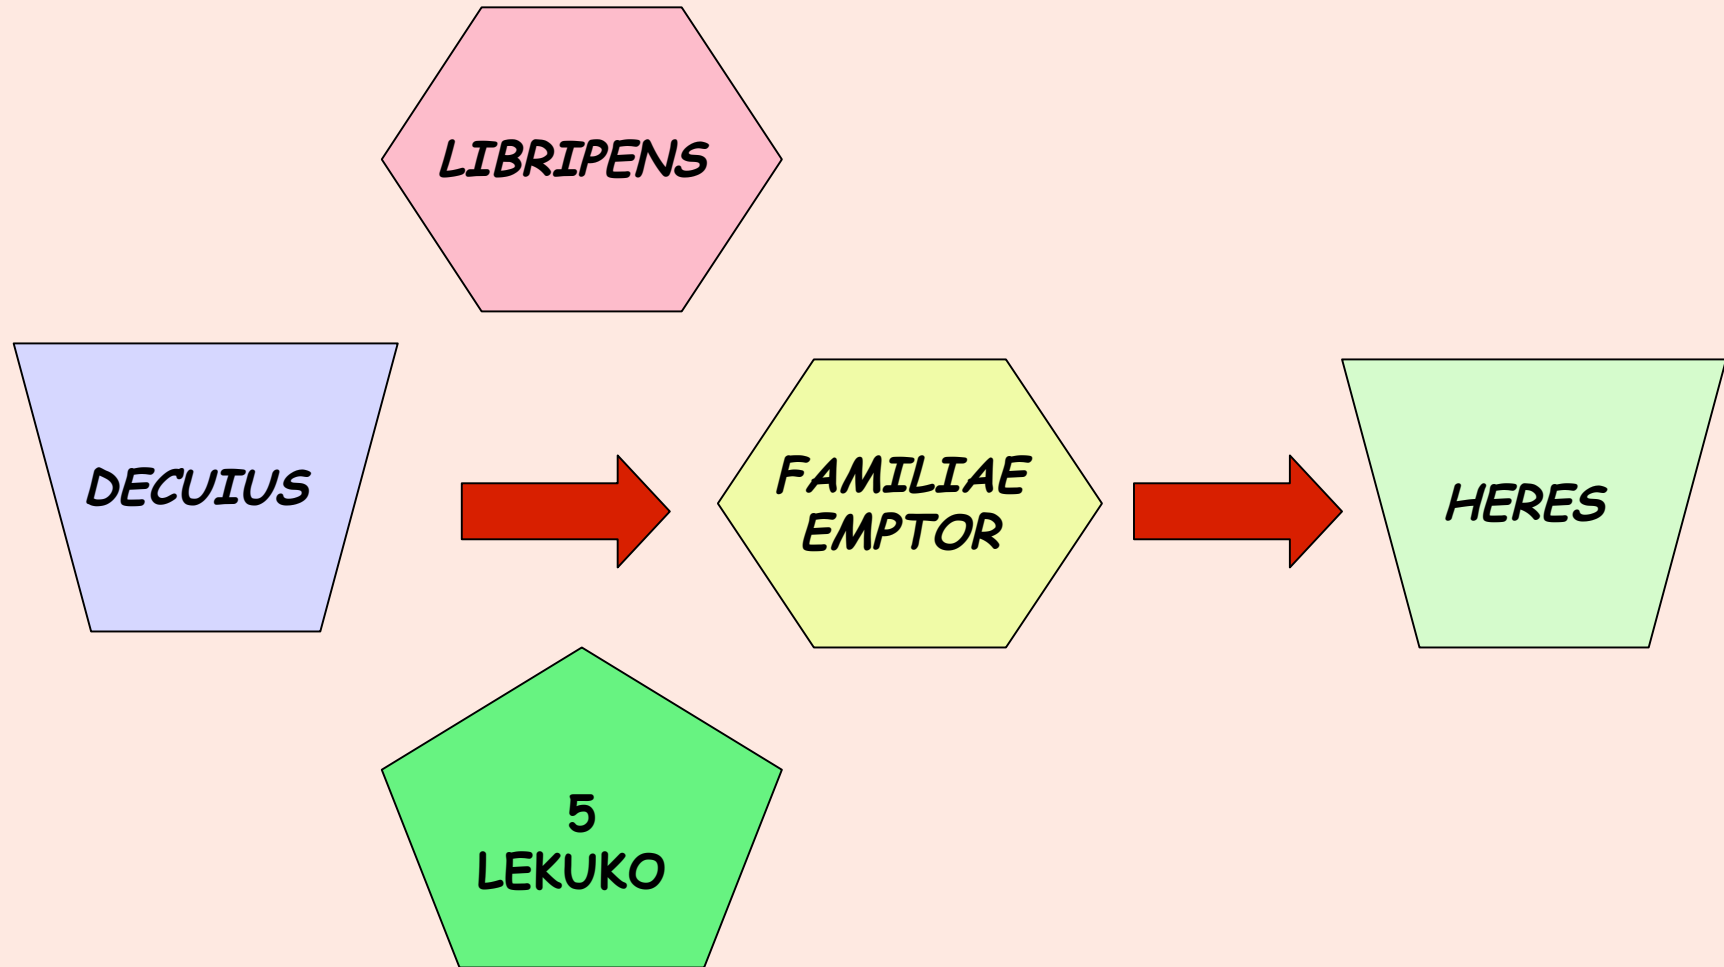 LIBRIPENS
DECUIUS
FAMILIAE
EMPTOR
HERES
5
LEKUKO